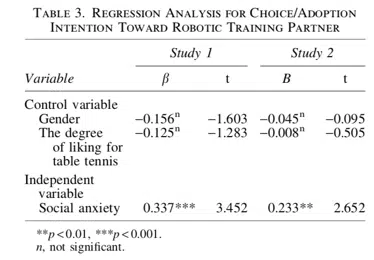 TABLE 3. REGRESSION ANALYSIS FOR CHOICE/ADOPTION
INTENTION TOWARD ROBOTIC TRAINING PARTNER
Study 1 Study 2
Variable β t B t
Control variable
Gender −0.156ⁿ −1.603 −0.045ⁿ −0.095
The degree −0.125ⁿ −1.283 −0.008ⁿ −0.505
of liking for
table tennis
Independent
variable
Social anxiety 0.337*** 3.452 0.233** 2.652
**p<0.01, ***p<0.001.
n, not significant.